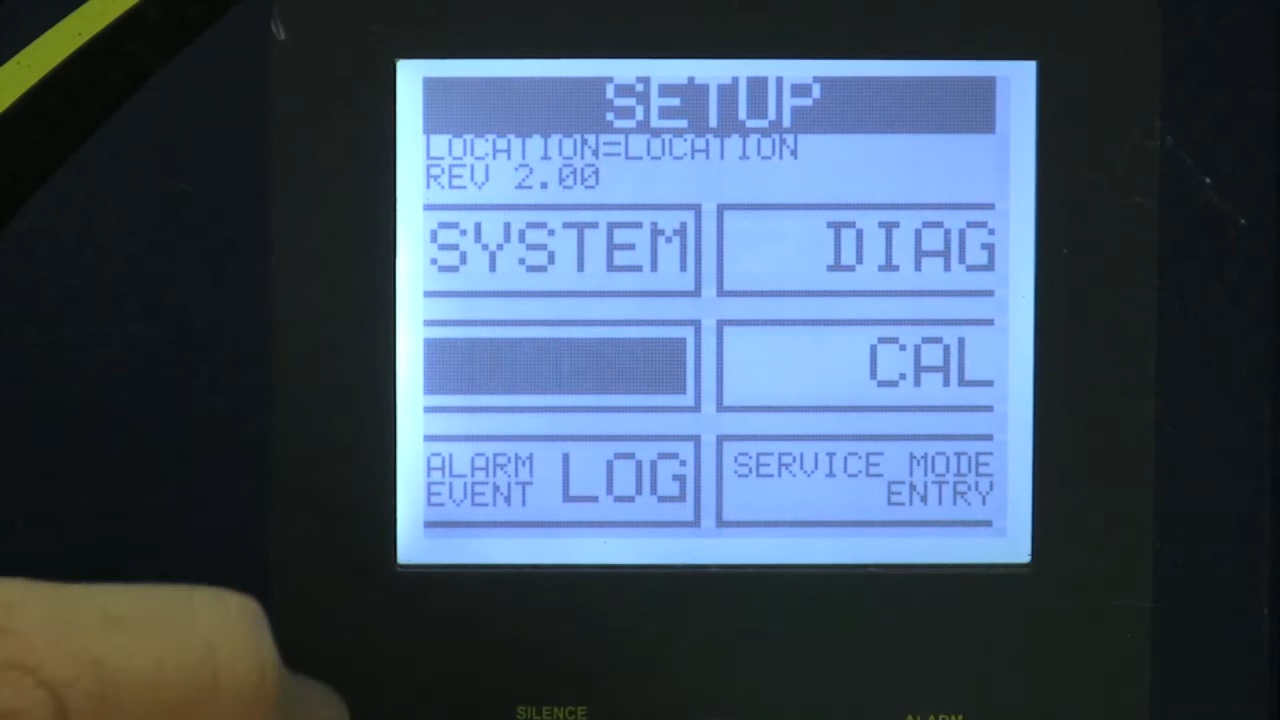 SETUP
LOCATION=LOCATION
REV 2.00
SYSTEM
DIAG
CAL
ALARM EVENT LOG
SERVICE MODE
ENTRY
SILENCE
ALARM